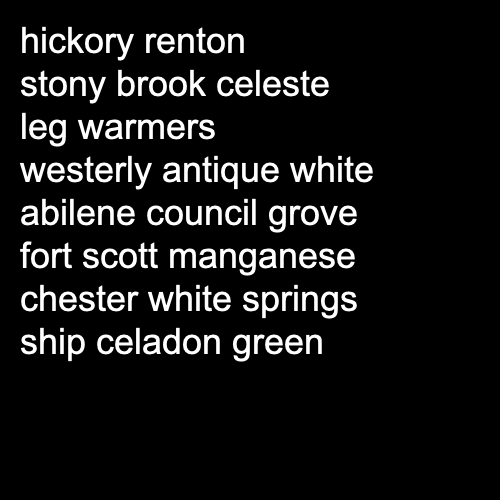 hickory renton
stony brook celeste
leg warmers
westerly antique white
abilene council grove
fort scott manganese
chester white springs
ship celadon green